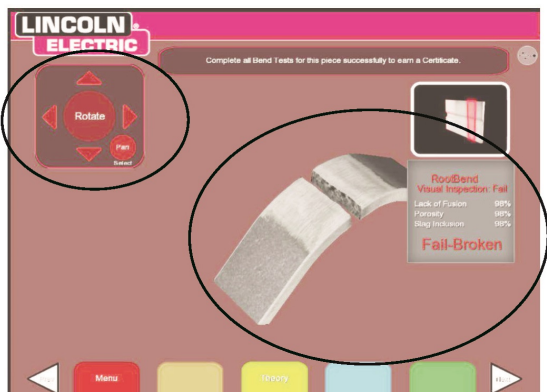 LINCOLN
ELECTRIC
Complete all Bend Tests for this piece successfully to earn a Certificate.
Rotate
Pan
Select
RootBend
Visual Inspection: Fail
Lack of Fusion 98%
Porosity 98%
Slag Inclusion 98%
Fail-Broken
Menu
Theory